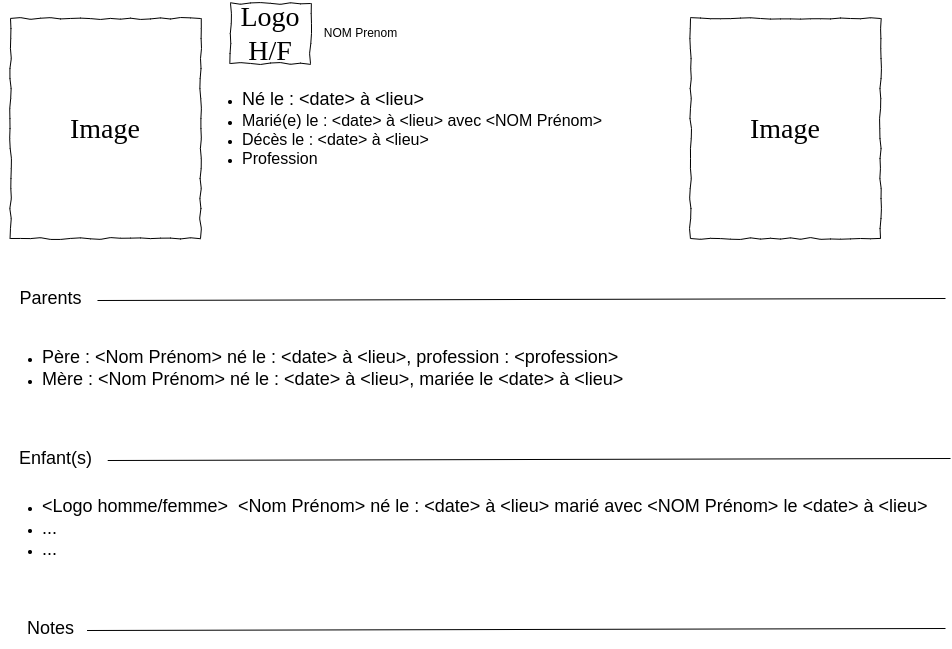 Image
Logo
H/F
NOM Prenom
Né le : <date> à <lieu>
Marié(e) le : <date> à <lieu> avec <NOM Prénom>
Décès le : <date> à <lieu>
Profession
Image
Parents
Père : <Nom Prénom> né le : <date> à <lieu>, profession : <profession>
Mère : <Nom Prénom> né le : <date> à <lieu>, mariée le <date> à <lieu>
Enfant(s)
<Logo homme/femme>  <Nom Prénom> né le : <date> à <lieu> marié avec <NOM Prénom> le <date> à <lieu>
...
...
Notes